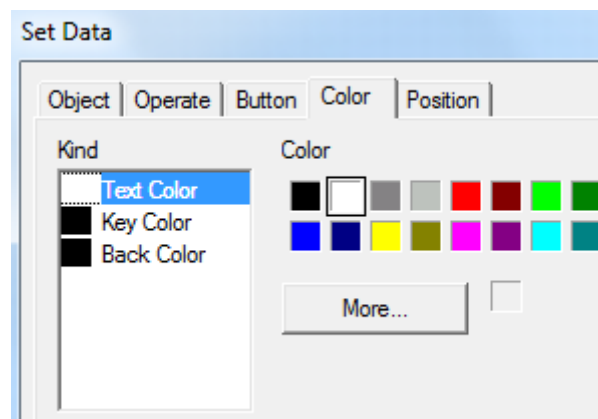 Set Data
Object Operate Button Color Position
Kind Color
Text Color
Key Color
Back Color
More...